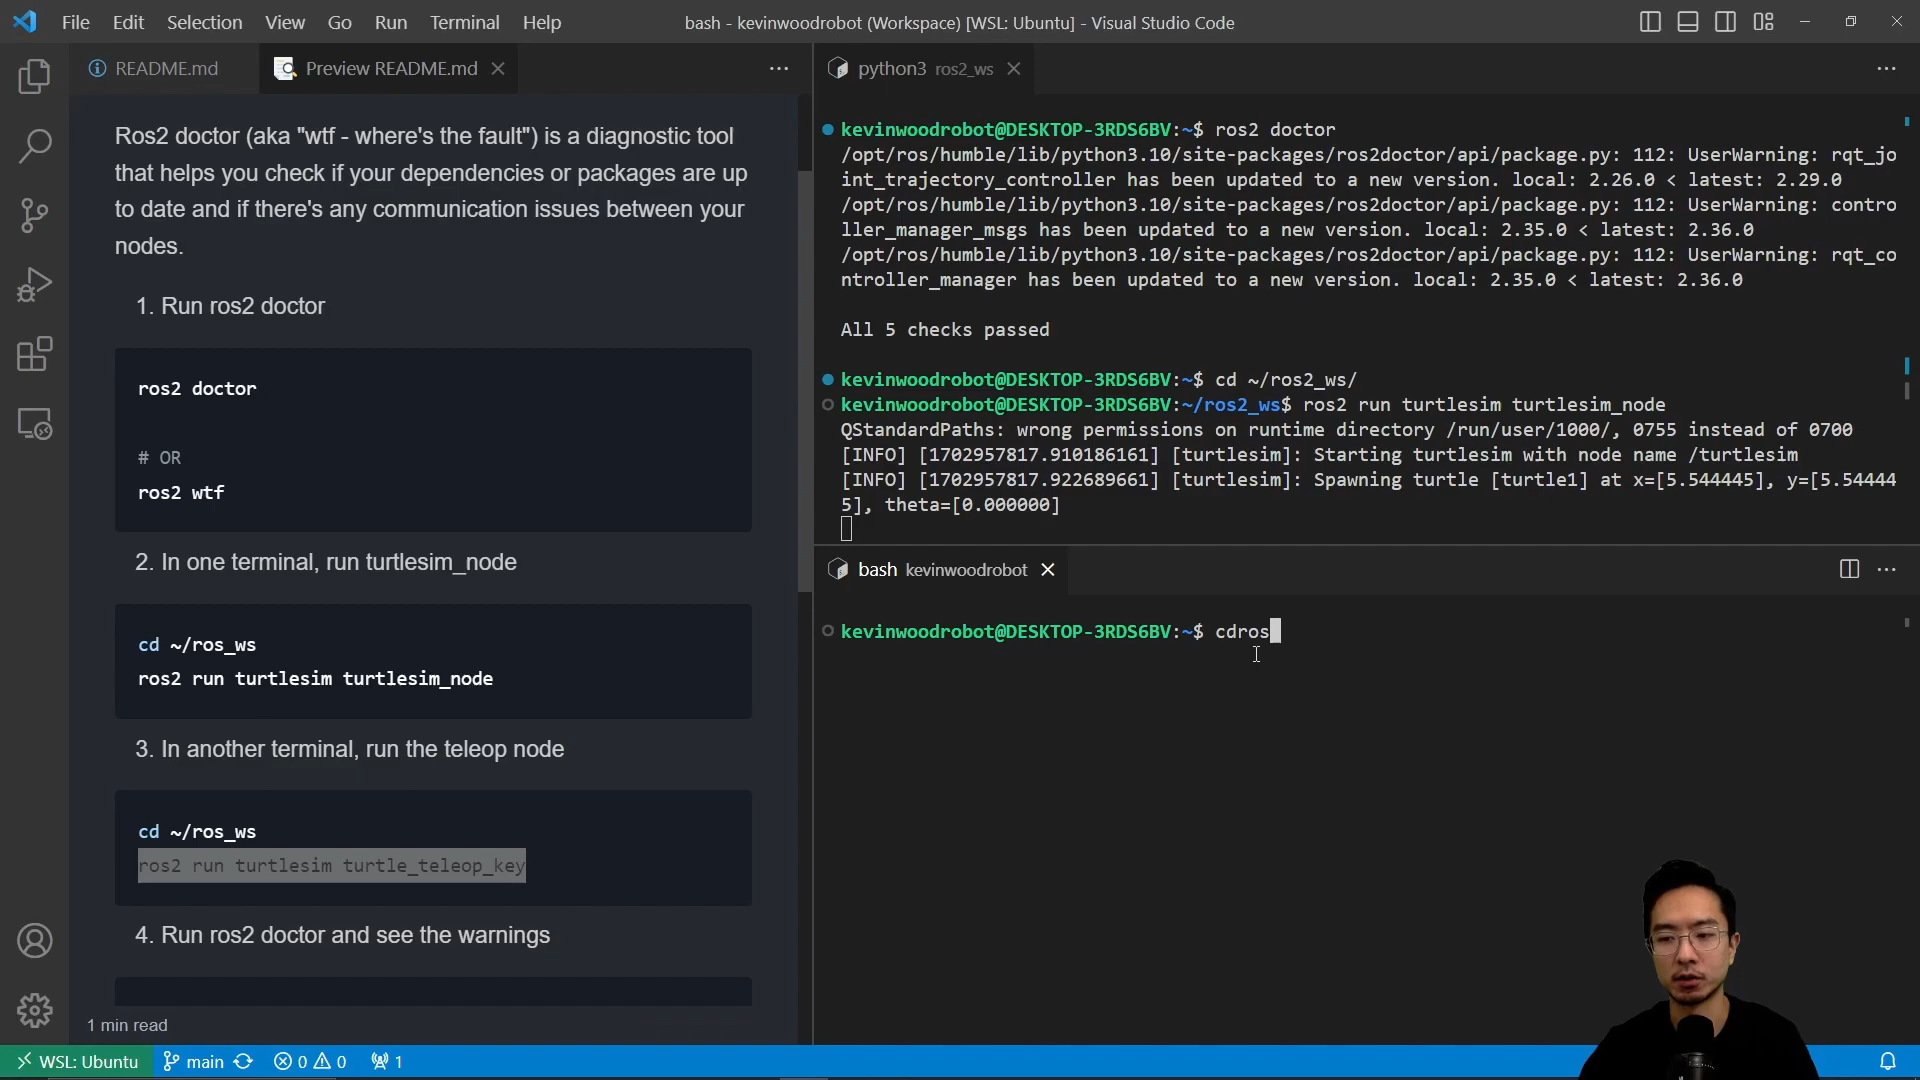 File Edit Selection View Go Run Terminal Help
bash - kevinwoodrobot (Workspace) [WSL: Ubuntu] - Visual Studio Code
README.md
Preview README.md
Ros2 doctor (aka "wtf - where's the fault") is a diagnostic tool
that helps you check if your dependencies or packages are up
to date and if there's any communication issues between your
nodes.
1. Run ros2 doctor
ros2 doctor
# OR
ros2 wtf
2. In one terminal, run turtlesim_node
cd ~/ros_ws
ros2 run turtlesim turtlesim_node
3. In another terminal, run the teleop node
cd ~/ros_ws
ros2 run turtlesim turtle_teleop_key
4. Run ros2 doctor and see the warnings
1 min read
python3 ros2_ws
kevinwoodrobot@DESKTOP-3RDS6BV:~$ ros2 doctor
/opt/ros/humble/lib/python3.10/site-packages/ros2doctor/api/package.py: 112: UserWarning: rqt_jo
int_trajectory_controller has been updated to a new version. local: 2.26.0 < latest: 2.29.0
/opt/ros/humble/lib/python3.10/site-packages/ros2doctor/api/package.py: 112: UserWarning: contro
ller_manager_msgs has been updated to a new version. local: 2.35.0 < latest: 2.36.0
/opt/ros/humble/lib/python3.10/site-packages/ros2doctor/api/package.py: 112: UserWarning: rqt_co
ntroller_manager has been updated to a new version. local: 2.35.0 < latest: 2.36.0
All 5 checks passed
kevinwoodrobot@DESKTOP-3RDS6BV:~$ cd ~/ros2_ws/
kevinwoodrobot@DESKTOP-3RDS6BV:~/ros2_ws$ ros2 run turtlesim turtlesim_node
QStandardPaths: wrong permissions on runtime directory /run/user/1000/, 0755 instead of 0700
[INFO] [1702957817.910186161] [turtlesim]: Starting turtlesim with node name /turtlesim
[INFO] [1702957817.922689661] [turtlesim]: Spawning turtle [turtle1] at x=[5.544445], y=[5.54444
5], theta=[0.000000]
bash kevinwoodrobot
kevinwoodrobot@DESKTOP-3RDS6BV:~$ cdros
WSL: Ubuntu main 0 0 1